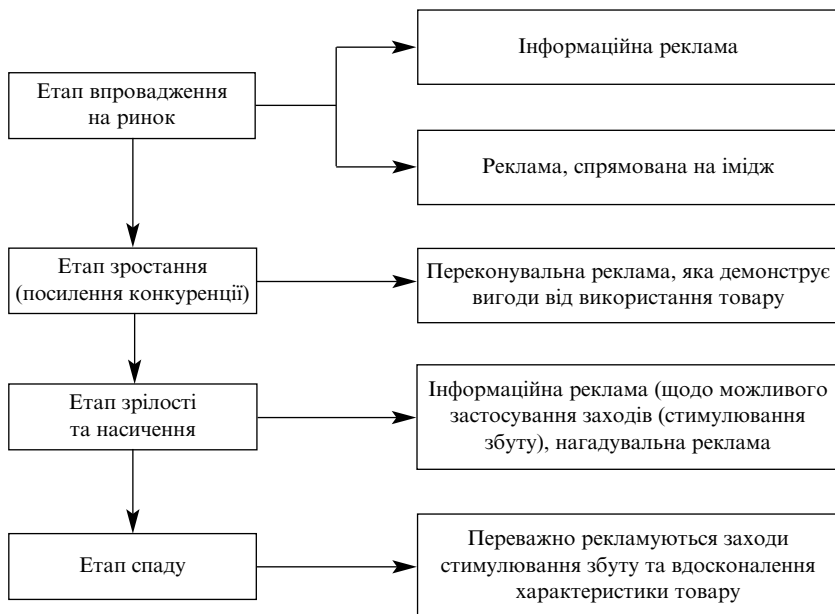 Інформаційна реклама
Етап впровадження
на ринок
Реклама, спрямована на імідж
Етап зростання
(посилення конкуренції)
Переконувальна реклама, яка демонструє
вигоди від використання товару
Етап зрілості
та насичення
Інформаційна реклама (щодо можливого
застосування заходів (стимулювання
збуту), нагадувальна реклама
Етап спаду
Переважно рекламуються заходи
стимулювання збуту та вдосконалення
характеристики товару